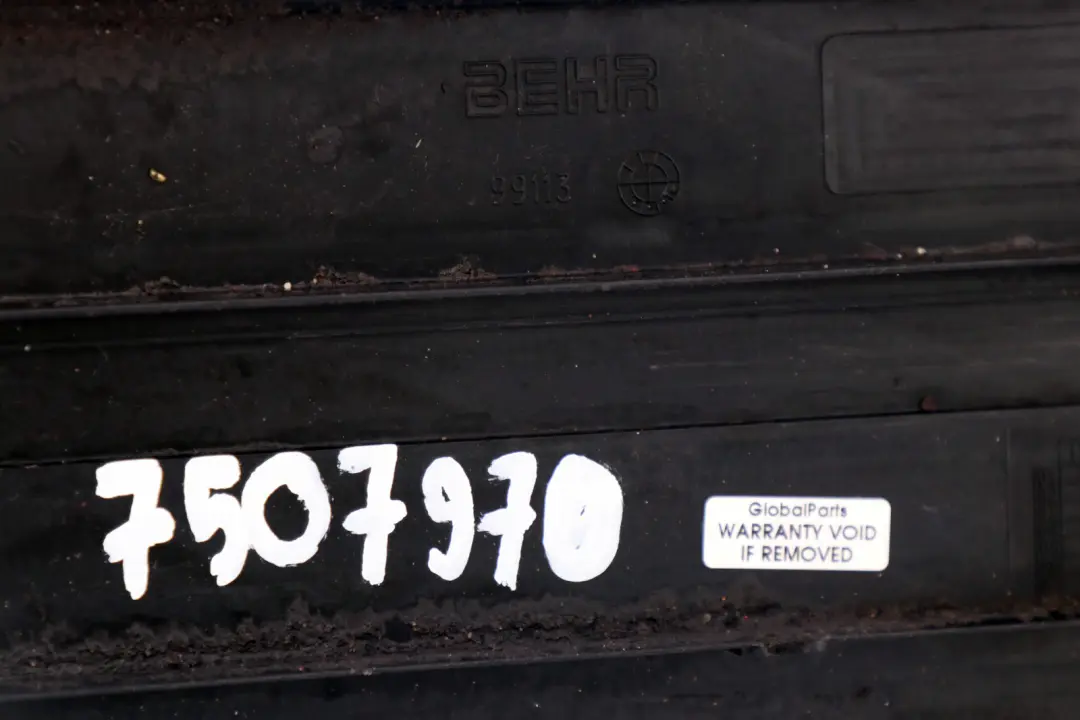 BEHR
99113
7507970
GlobalParts
WARRANTY VOID
IF REMOVED